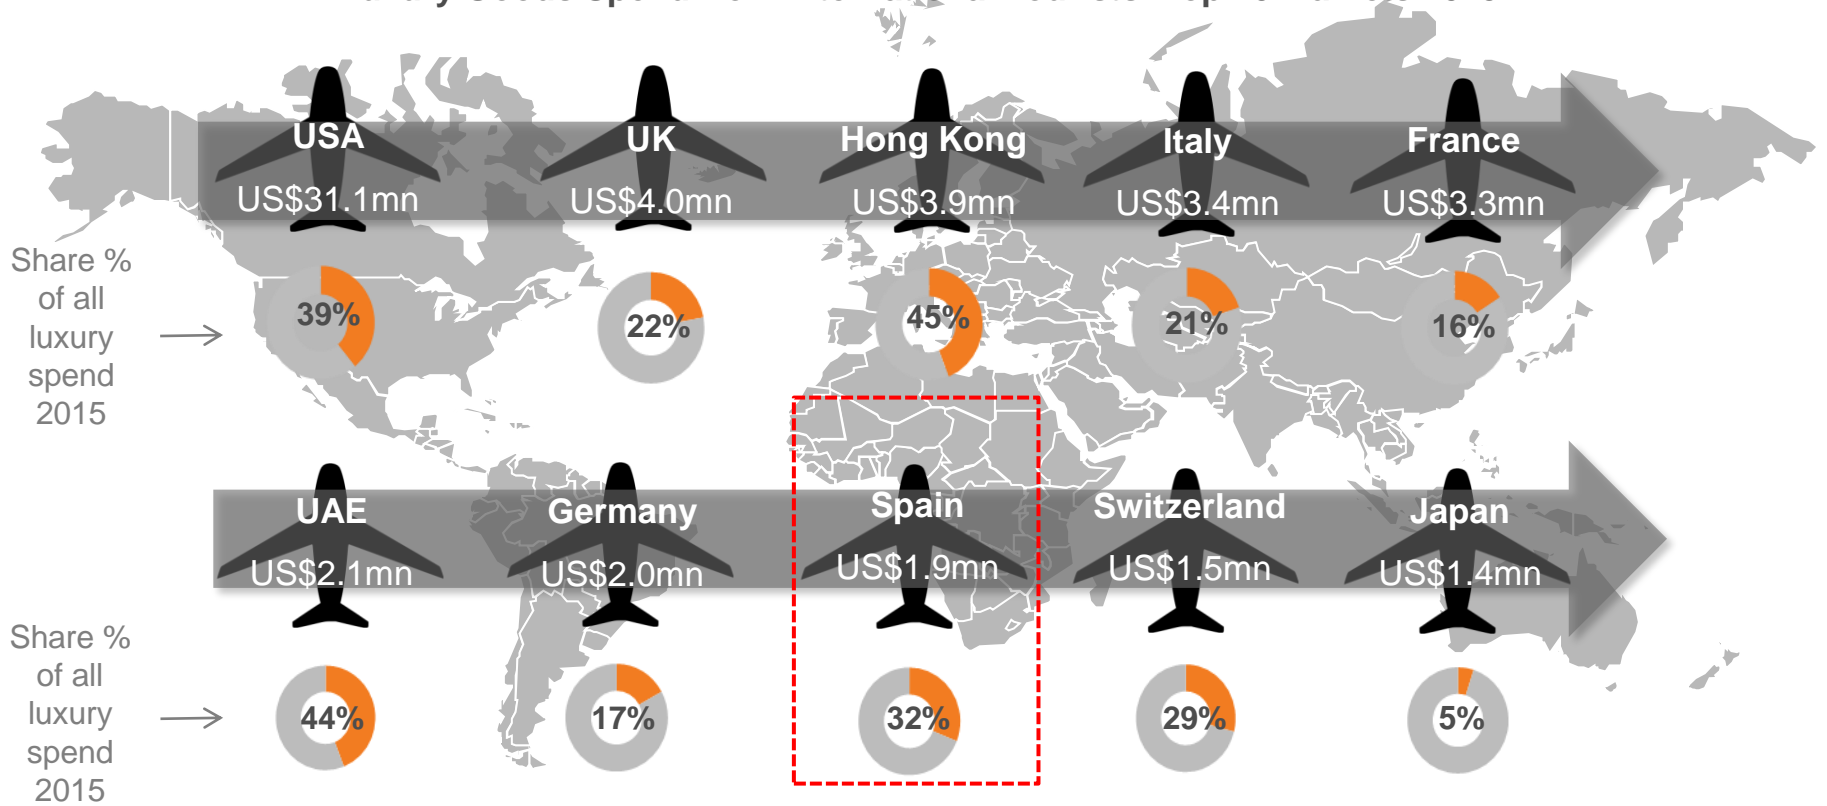 USA
UK
Hong Kong
Italy
France
US$31.1mn
US$4.0mn
US$3.9mn
US$3.4mn
US$3.3mn
Share %
of all
luxury
spend
2015
39%
22%
45%
21%
16%
UAE
Germany
Spain
Switzerland
Japan
US$2.1mn
US$2.0mn
US$1.9mn
US$1.5mn
US$1.4mn
Share %
of all
luxury
spend
2015
44%
17%
32%
29%
5%